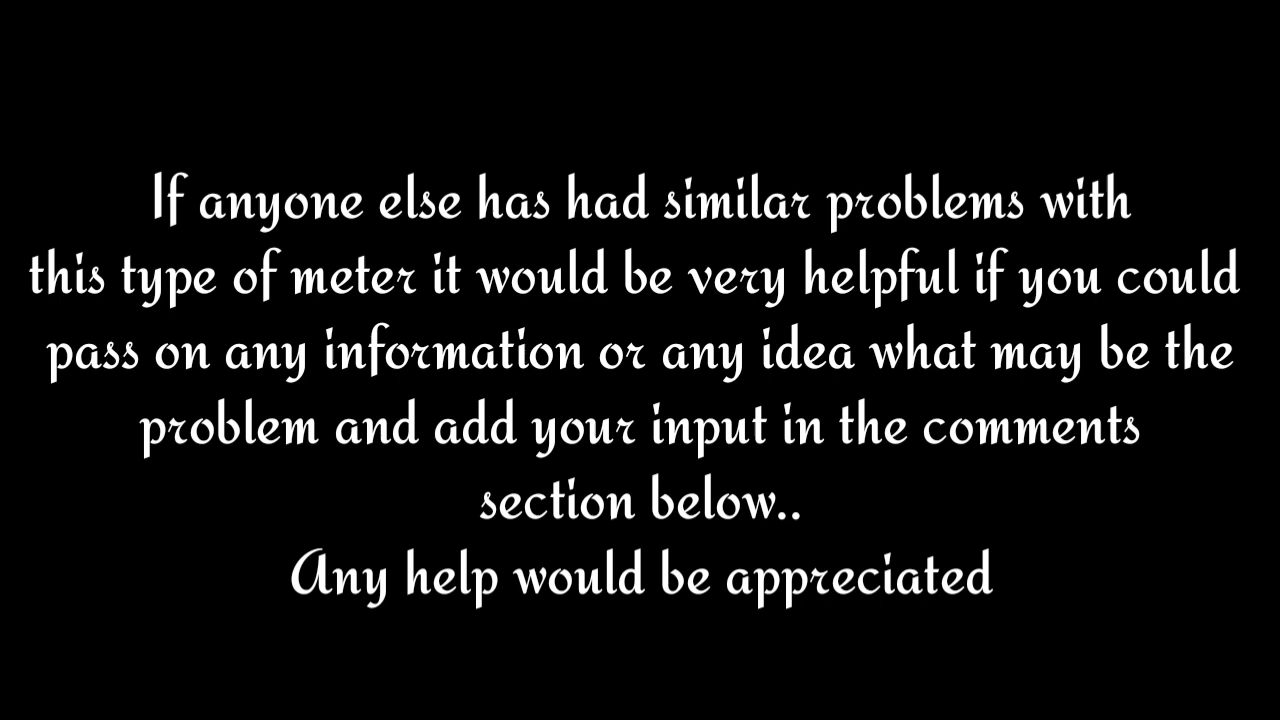 If anyone else has had similar problems with
this type of meter it would be very helpful if you could
pass on any information or any idea what may be the
problem and add your input in the comments
section below..
Any help would be appreciated